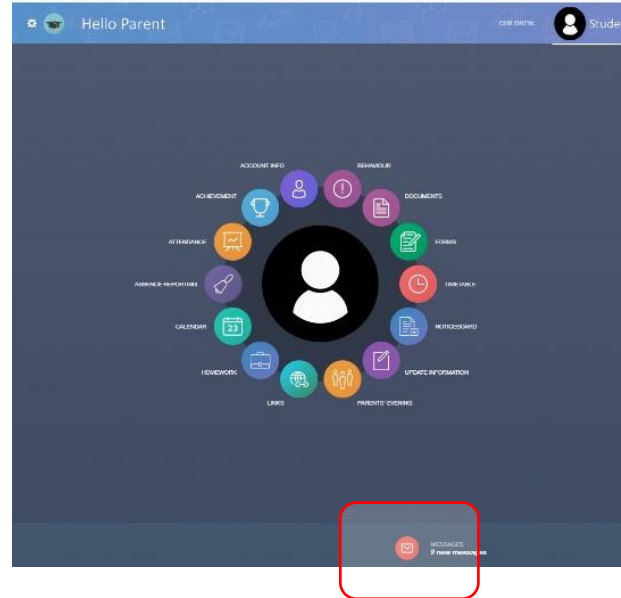 Hello Parent
Stude
ACCOUNT INFO
BEHAVIOUR
ACHIEVEMENT
DOCUMENTS
ATTENDANCE
FORMS
ABSENCE REPORTING
TIMETABLE
CALENDAR
23
NOTICEBOARD
HOMEWORK
UPDATE INFORMATION
LINKS
PARENTS' EVENING
MESSAGES
new messages